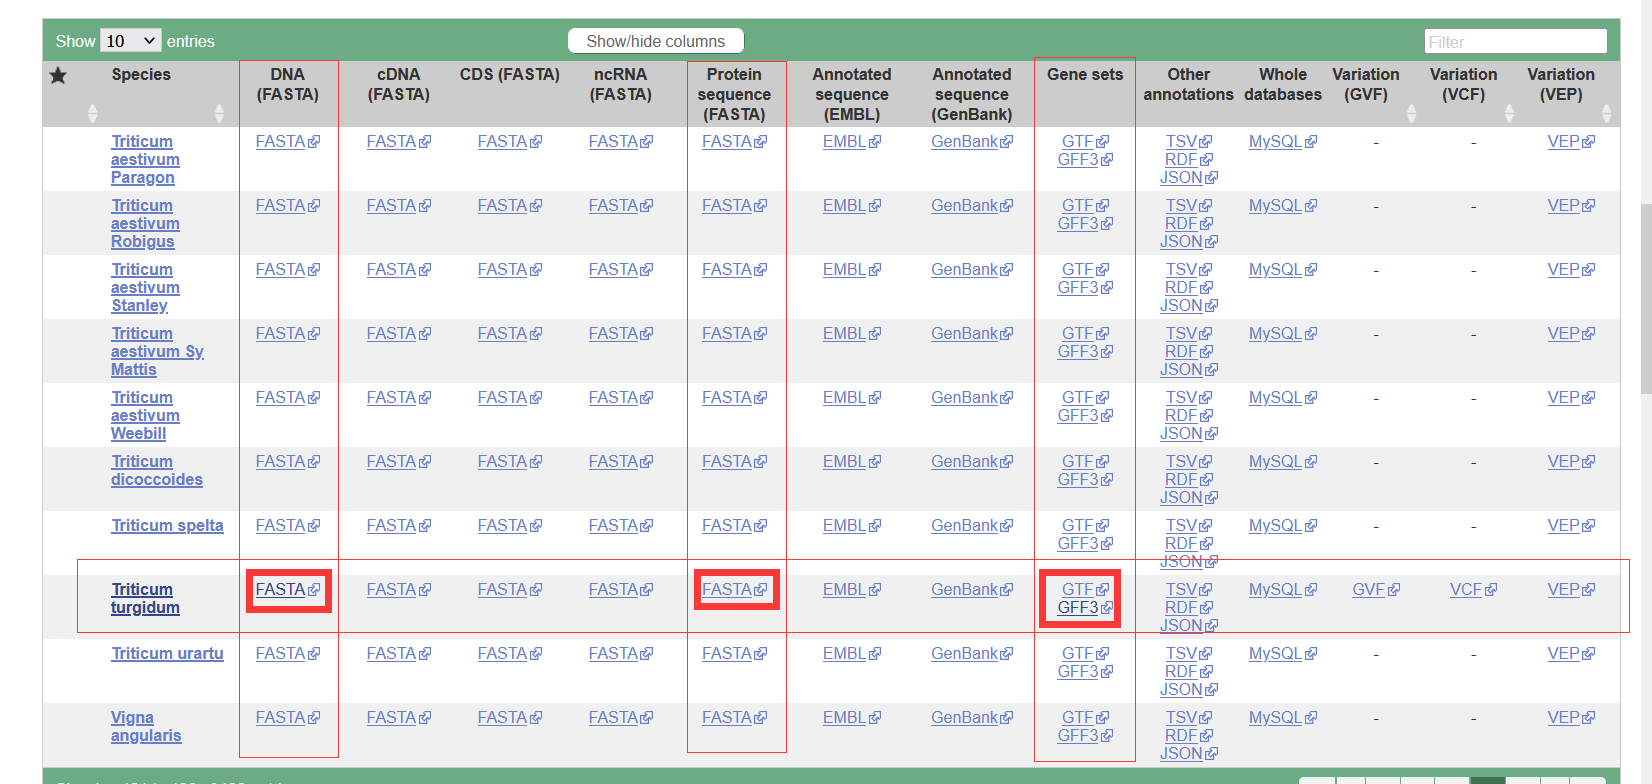 Show 10 entries Show/hide columns Filter
Species DNA (FASTA) cDNA (FASTA) CDS (FASTA) ncRNA (FASTA) Protein sequence (FASTA) Annotated sequence (EMBL) Annotated sequence (GenBank) Gene sets Other annotations Whole databases Variation (GVF) Variation (VCF) Variation (VEP)
Triticum FASTA FASTA FASTA FASTA FASTA EMBL GenBank GTF TSV MySQL - - VEP
aestivum GFF3 RDF
Paragon JSON
Triticum FASTA FASTA FASTA FASTA FASTA EMBL GenBank GTF TSV MySQL - - VEP
aestivum GFF3 RDF
Robigus JSON
Triticum FASTA FASTA FASTA FASTA FASTA EMBL GenBank GTF TSV MySQL - - VEP
aestivum GFF3 RDF
Stanley JSON
Triticum FASTA FASTA FASTA FASTA FASTA EMBL GenBank GTF TSV MySQL - - VEP
aestivum Sy GFF3 RDF
Mattis JSON
Triticum FASTA FASTA FASTA FASTA FASTA EMBL GenBank GTF TSV MySQL - - VEP
aestivum GFF3 RDF
Weebill JSON
Triticum FASTA FASTA FASTA FASTA FASTA EMBL GenBank GTF TSV MySQL - - VEP
dicoccoides GFF3 RDF
JSON
Triticum spelta FASTA FASTA FASTA FASTA FASTA EMBL GenBank GTF TSV MySQL - - VEP
GFF3 RDF
JSON
Triticum FASTA FASTA FASTA FASTA FASTA EMBL GenBank GTF TSV MySQL GVF VCF VEP
turgidum GFF3 RDF
JSON
Triticum urartu FASTA FASTA FASTA FASTA FASTA EMBL GenBank GTF TSV MySQL - - VEP
GFF3 RDF
JSON
Vigna FASTA FASTA FASTA FASTA FASTA EMBL GenBank GTF TSV MySQL - - VEP
angularis GFF3 RDF
JSON